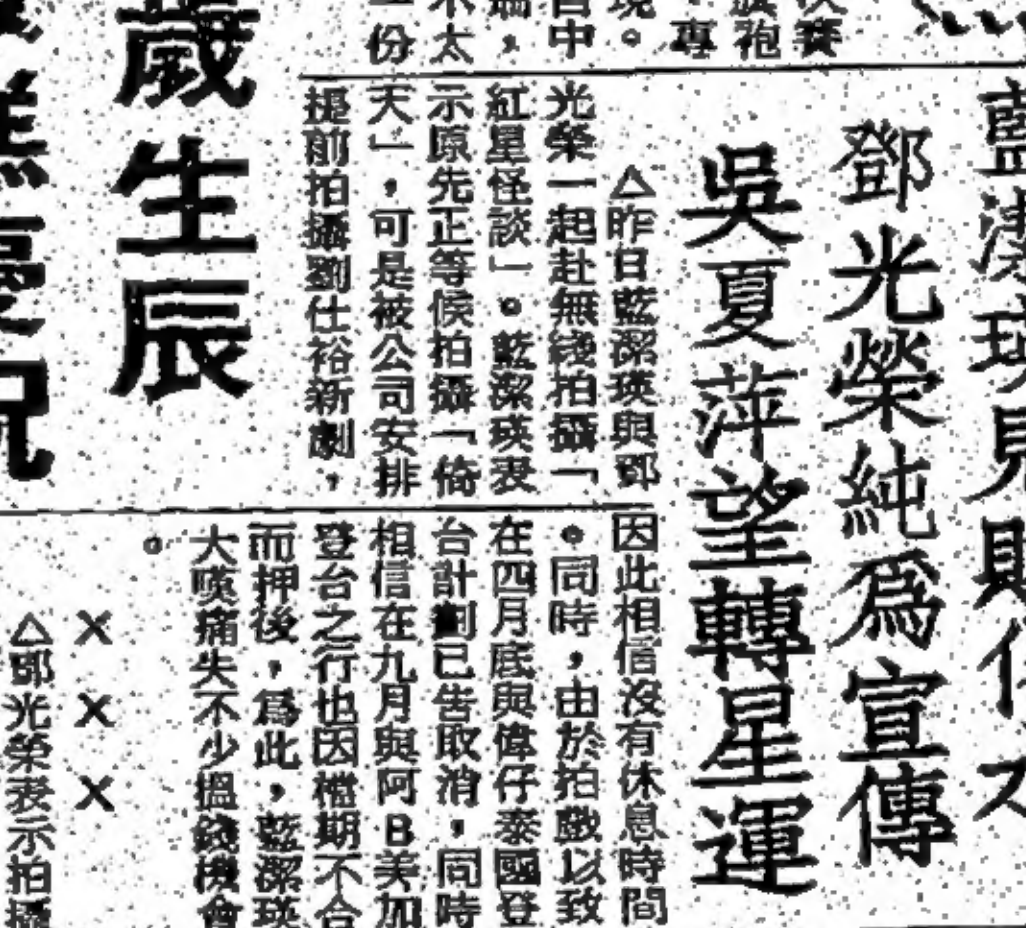 鄧光榮純為宣傳
吳夏萍望轉星運
△昨日藍潔瑛與鄧
光榮一起赴無綫拍攝「
紅星怪談」。藍潔瑛表
示原先正等候拍攝「倚
天」，可是被公司安排
提前拍攝劉仕裕新劇，
因此相信沒有休息時間
。同時，由於拍戲以致
在四月底與偉仔泰國登
台計劃已告取消，同時
相信在九月與阿B美加
登台之行也因檔期不合
而押後，為此，藍潔瑛
大嘆痛失不少搵錢機會
。
×××
△鄧光榮表示拍攝
歲生辰